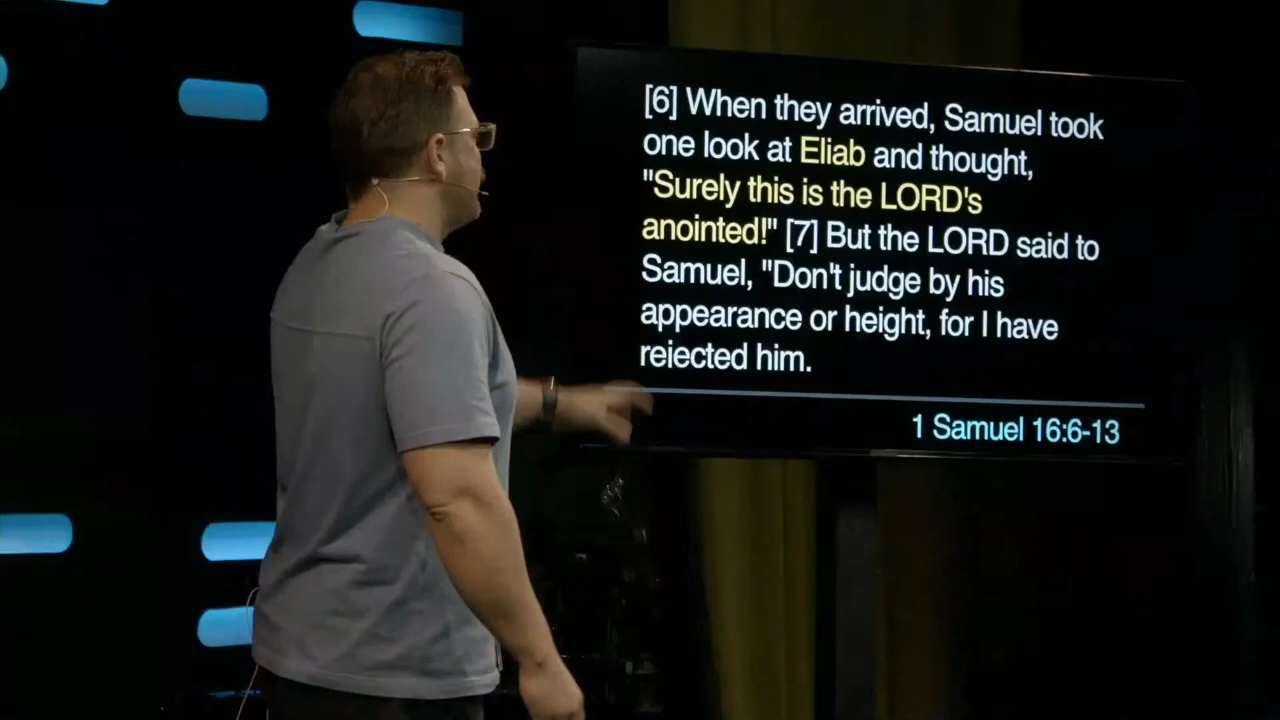 [6] When they arrived, Samuel took
one look at Eliab and thought,
"Surely this is the LORD's
anointed!" [7] But the LORD said to
Samuel, "Don't judge by his
appearance or height, for I have
rejected him.
1 Samuel 16:6-13